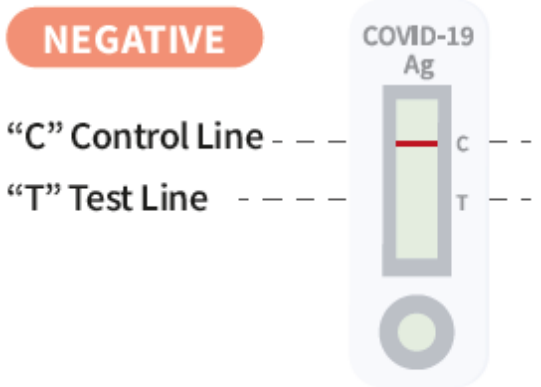 NEGATIVE
COVID-19
Ag
“C” Control Line
C
“T” Test Line
T